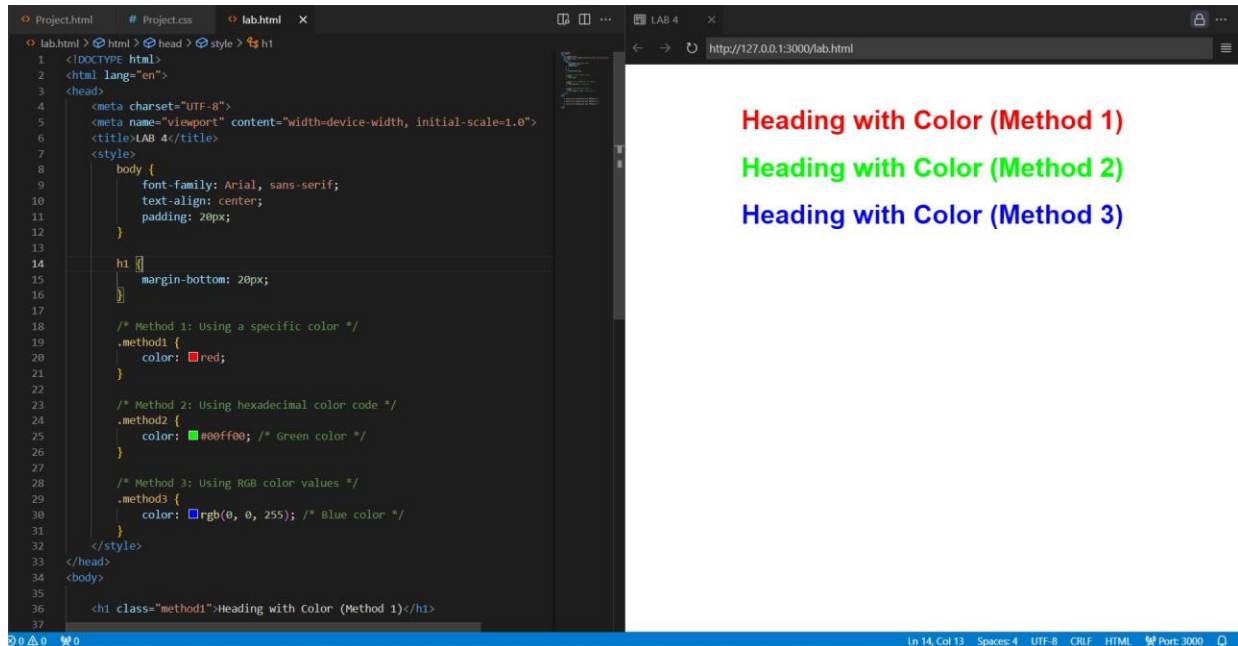 Project.html # Project.css lab.html
lab.html > html > head > style > h1
1 <!DOCTYPE html>
2 <html lang="en">
3 <head>
4 <meta charset="UTF-8">
5 <meta name="viewport" content="width=device-width, initial-scale=1.0">
6 <title>LAB 4</title>
7 <style>
8 body {
9 font-family: Arial, sans-serif;
10 text-align: center;
11 padding: 20px;
12 }
13
14 h1 {
15 margin-bottom: 20px;
16 }
17
18 /* Method 1: Using a specific color */
19 .method1 {
20 color: red;
21 }
22
23 /* Method 2: Using hexadecimal color code */
24 .method2 {
25 color: #00ff00; /* Green color */
26 }
27
28 /* Method 3: Using RGB color values */
29 .method3 {
30 color: rgb(0, 0, 255); /* Blue color */
31 }
32 </style>
33 </head>
34 <body>
35
36 <h1 class="method1">Heading with Color (Method 1)</h1>
37
LAB 4
http://127.0.0.1:3000/lab.html
Heading with Color (Method 1)
Heading with Color (Method 2)
Heading with Color (Method 3)
0 0 0 Ln 14, Col 13 Spaces: 4 UTF-8 CRLF HTML Port: 3000